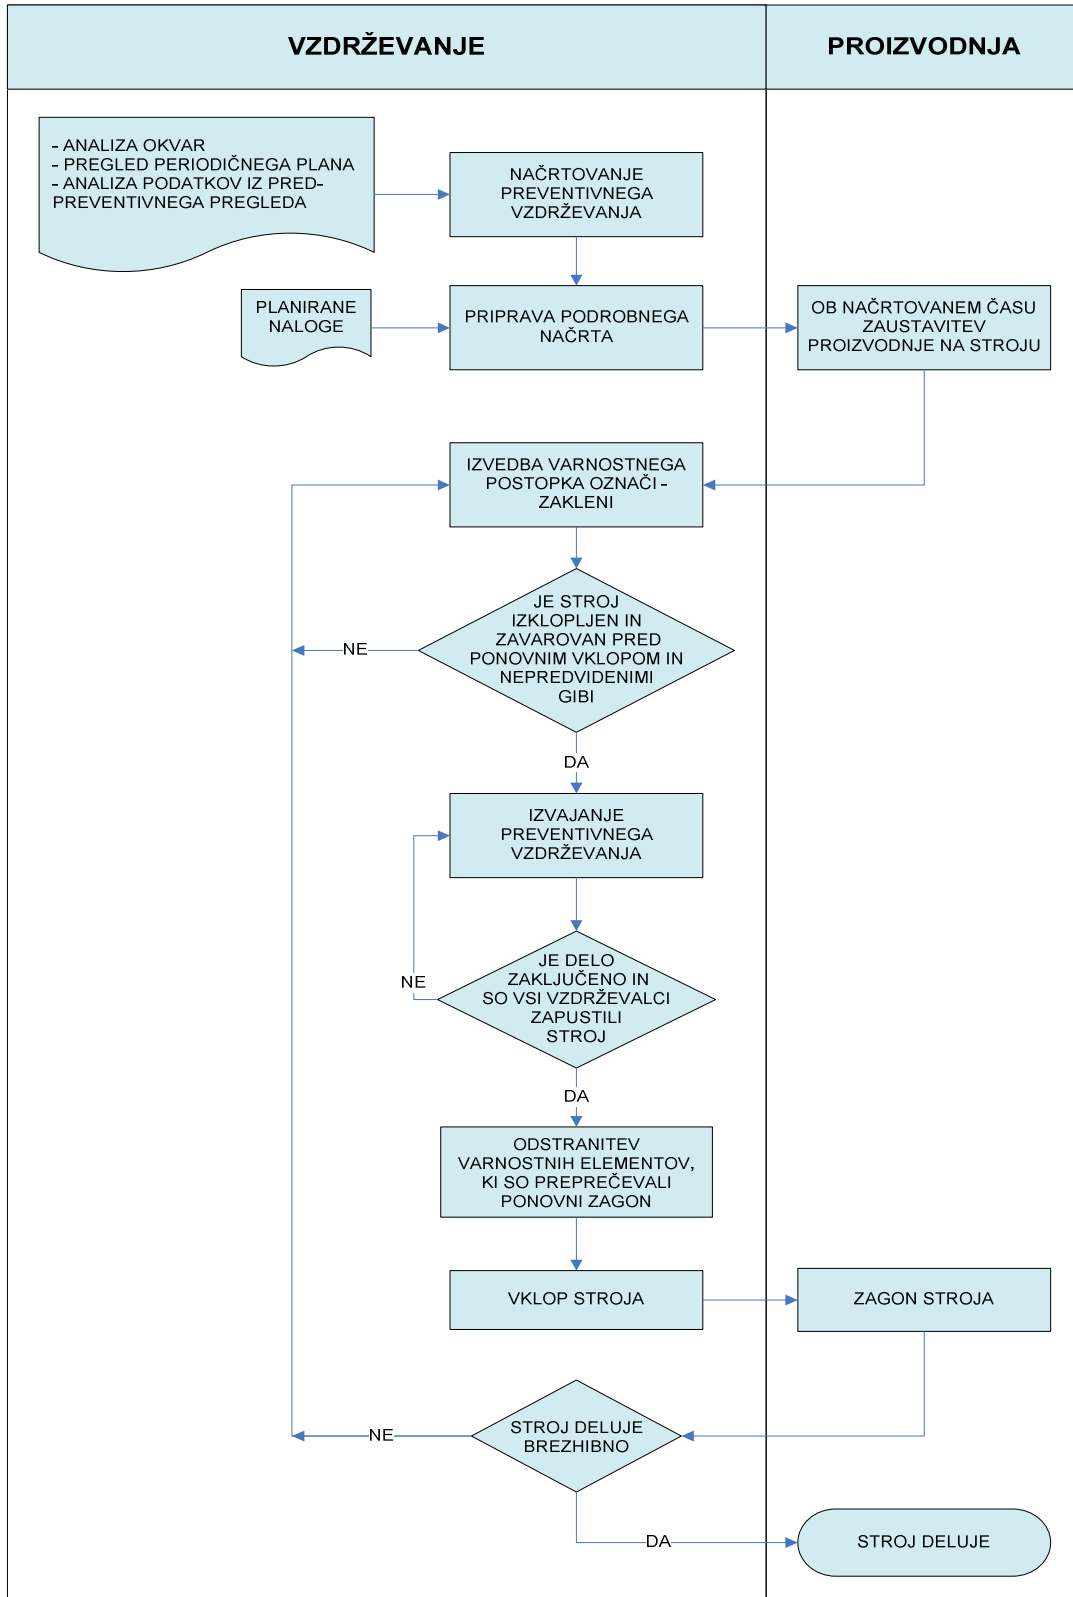 VZDRŽEVANJE
PROIZVODNJA
- ANALIZA OKVAR
- PREGLED PERIODIČNEGA PLANA
- ANALIZA PODATKOV IZ PRED-
PREVENTIVNEGA PREGLEDA
NAČRTOVANJE
PREVENTIVNEGA
VZDRŽEVANJA
PLANIRANE
NALOGE
PRIPRAVA PODROBNEGA
NAČRTA
OB NAČRTOVANEM ČASU
ZAUSTAVITEV
PROIZVODNJE NA STROJU
IZVEDBA VARNOSTNEGA
POSTOPKA OZNAČI -
ZAKLENI
JE STROJ
IZKLOPLJEN IN
ZAVAROVAN PRED
PONOVNIM VKLOPOM IN
NEPREDVIDENIMI
GIBI
NE
DA
IZVAJANJE
PREVENTIVNEGA
VZDRŽEVANJA
JE DELO
ZAKLJUČENO IN
SO VSI VZDRŽEVALCI
ZAPUSTILI
STROJ
NE
DA
ODSTRANITEV
VARNOSTNIH ELEMENTOV,
KI SO PREPREČEVALI
PONOVNI ZAGON
VKLOP STROJA
ZAGON STROJA
STROJ DELUJE
BREZHIBNO
NE
DA
STROJ DELUJE